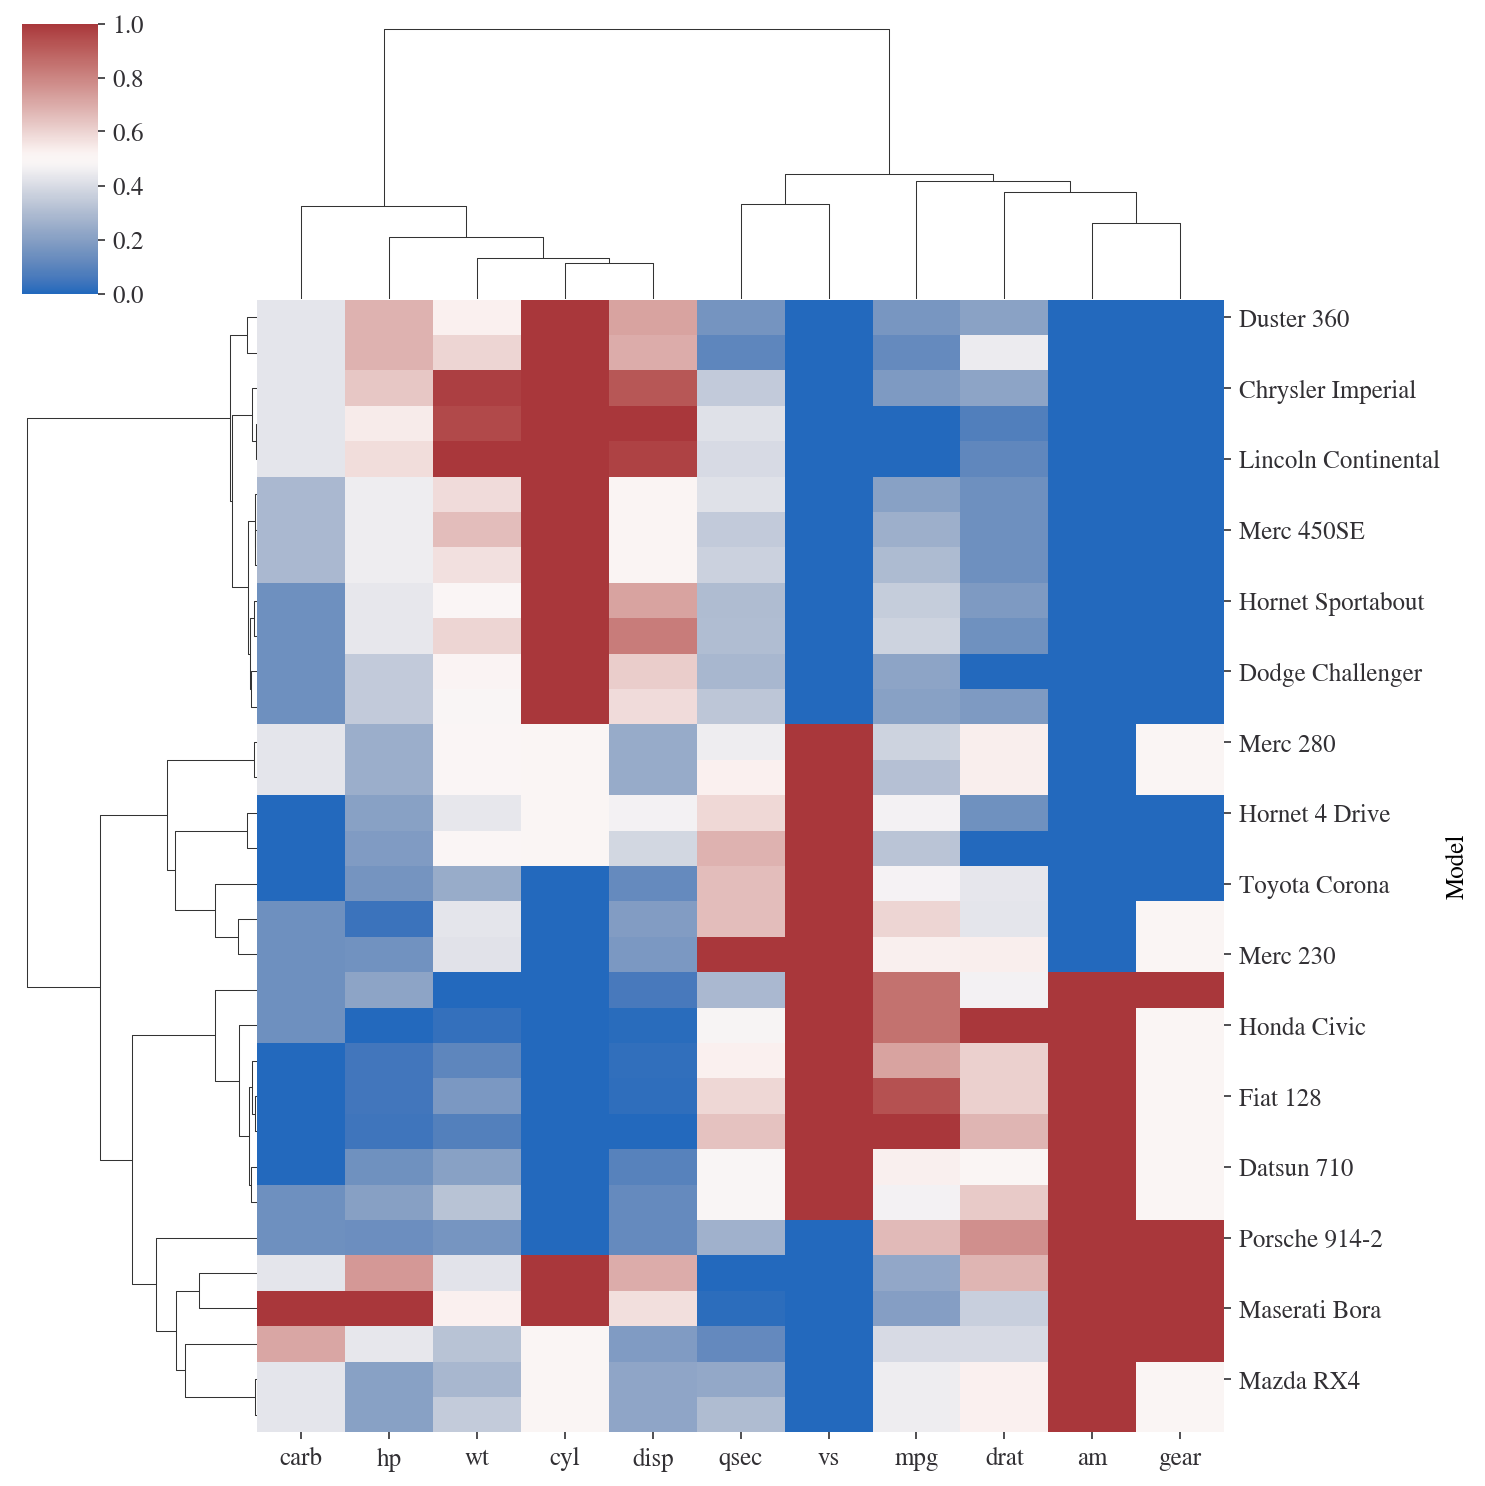 1.0
0.8
0.6
0.4
0.2
0.0
Duster 360
Chrysler Imperial
Lincoln Continental
Merc 450SE
Hornet Sportabout
Dodge Challenger
Merc 280
Hornet 4 Drive
Toyota Corona
Merc 230
Honda Civic
Fiat 128
Datsun 710
Porsche 914-2
Maserati Bora
Mazda RX4
Model
carb hp wt cyl disp qsec vs mpg drat am gear